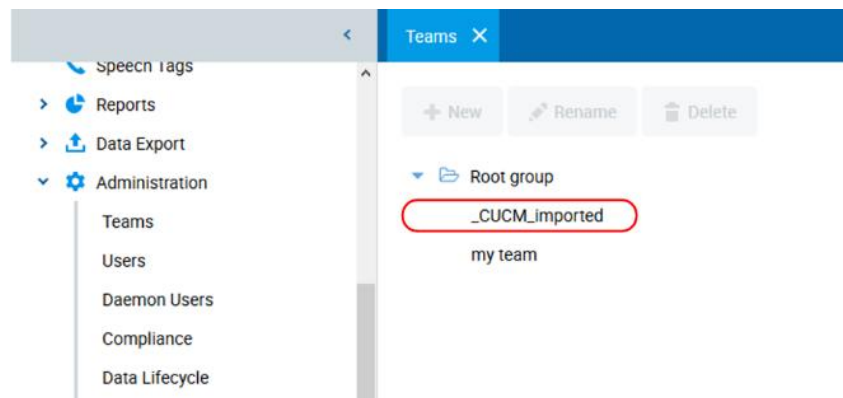 Speech Tags
Reports
Data Export
Administration
Teams
Users
Daemon Users
Compliance
Data Lifecycle
Teams
New
Rename
Delete
Root group
_CUCM_imported
my team